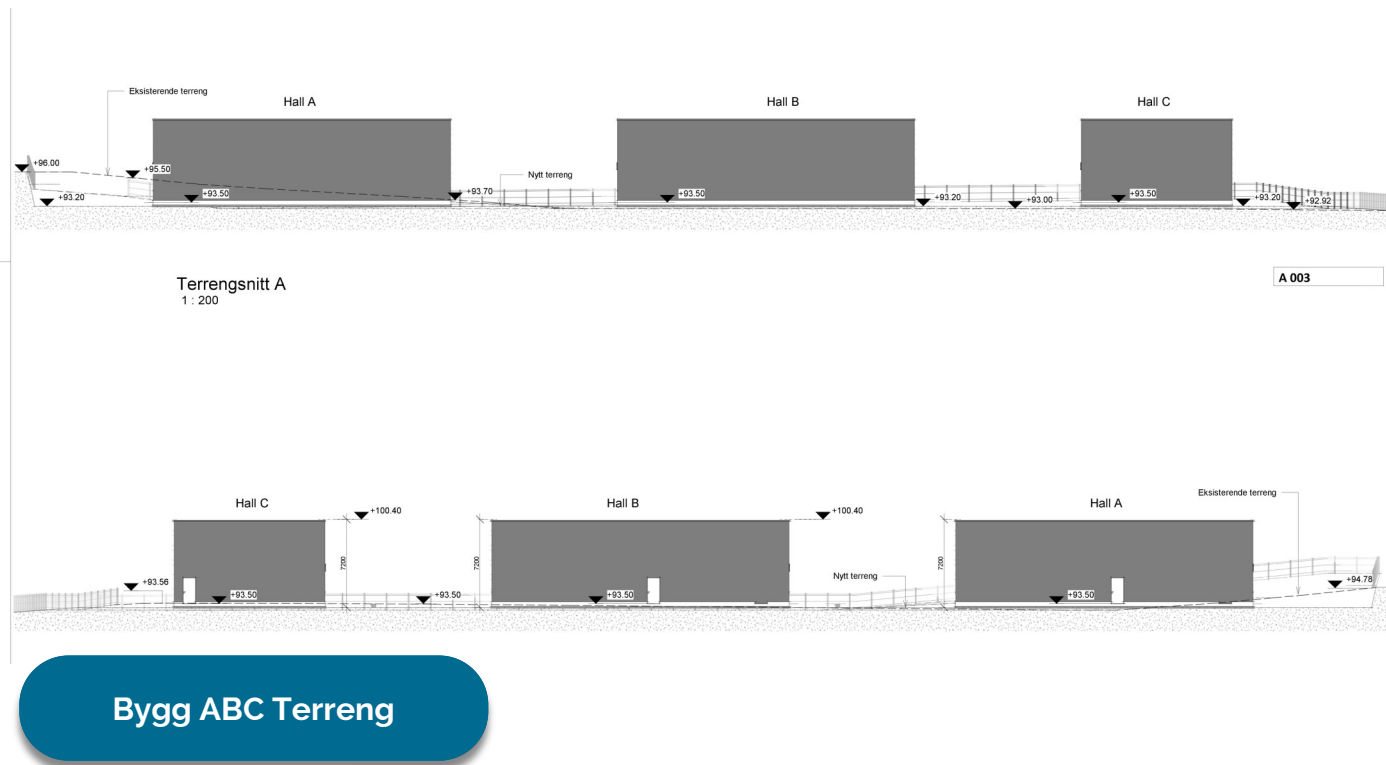 Eksisterende terreng
Hall A
Hall B
Hall C
+96.00
+95.50
Nytt terreng
+93.20
+93.50
+93.70
+93.50
+93.20
+93.00
+93.50
+93.20
+92.92
Terrengsnitt A
1 : 200
A 003
Hall C
+100.40
Hall B
+100.40
Hall A
Eksisterende terreng
7200
7200
7200
+93.56
+93.50
+93.50
+93.50
Nytt terreng
+93.50
+94.78
Bygg ABC Terreng